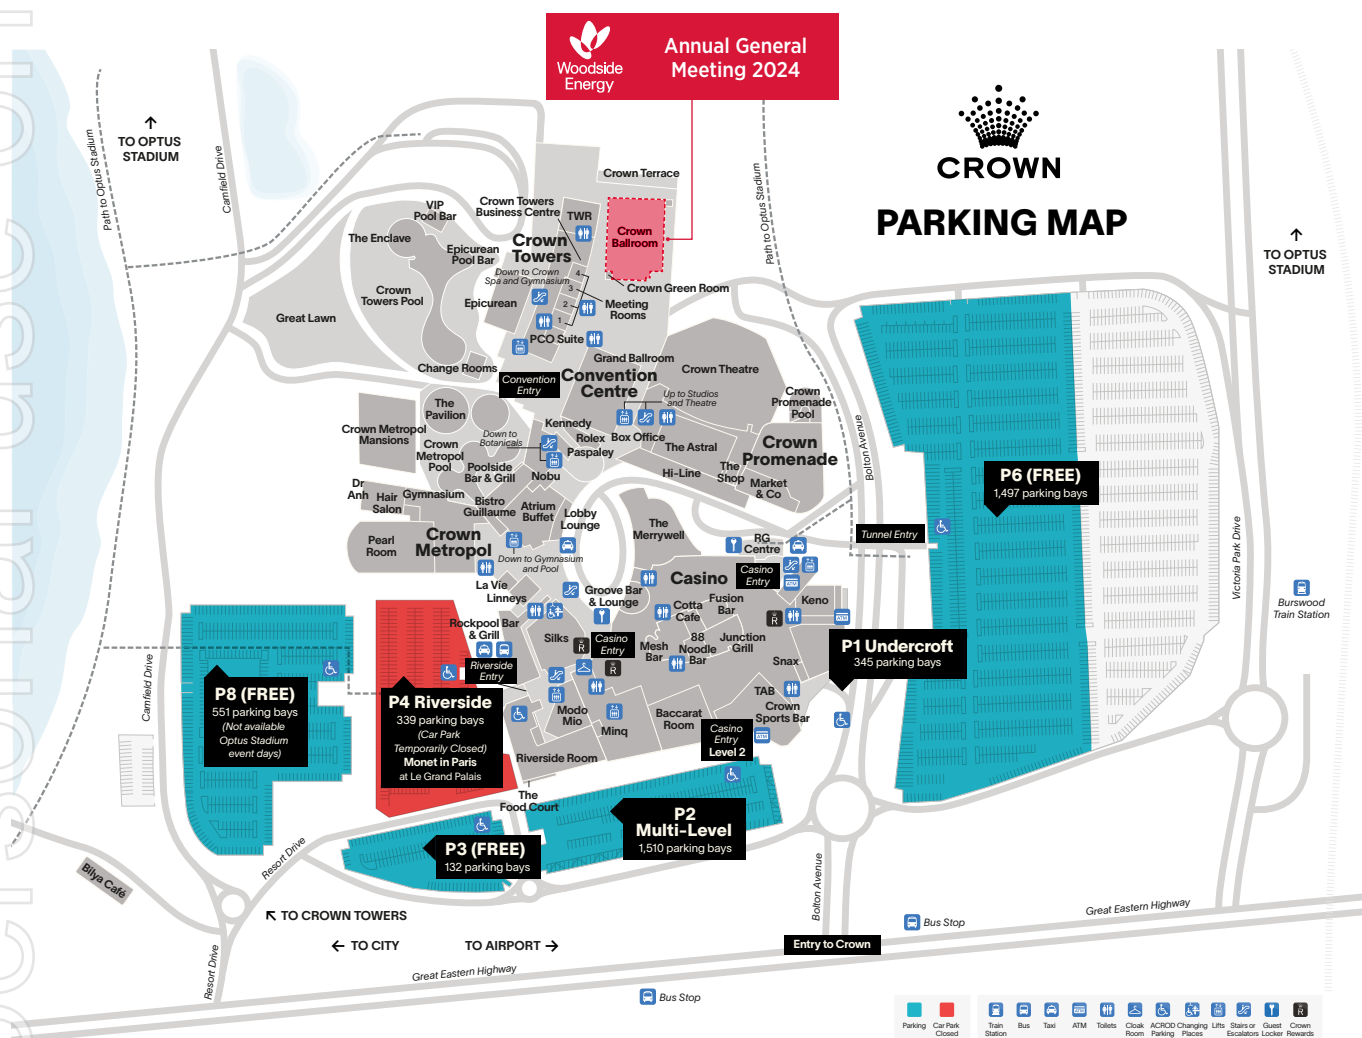 Woodside
Energy
Annual General
Meeting 2024
CROWN
PARKING MAP
TO OPTUS
STADIUM
Path to Optus Stadium
Camfield Drive
Path to Optus Stadium
TO OPTUS
STADIUM
Crown Terrace
Crown Towers
Business Centre
TWR
VIP
Pool Bar
The Enclave
Epicurean
Pool Bar
Crown
Towers
Crown
Ballroom
Down to Crown
Spa and Gymnasium
4
3
2
1
Crown Green Room
Meeting
Rooms
Crown
Towers Pool
Epicurean
Great Lawn
PCO Suite
Change Rooms
Grand Ballroom
Crown Theatre
Convention
Entry
Convention
Centre
Up to Studios
and Theatre
Crown
Promenade
Pool
The
Pavilion
Crown Metropol
Mansions
Crown
Metropol
Pool
Down to
Botanicals
Kennedy
Rolex
Paspaley
Box Office
The Astral
Crown
Promenade
Hi-Line
The
Shop
Market
& Co
Poolside
Bar & Grill
Nobu
Dr
Anh
Hair
Salon
Gymnasium
Bistro
Guillaume
Atrium
Buffet
Lobby
Lounge
The
Merrywell
Pearl
Room
Crown
Metropol
Down to Gymnasium
and Pool
RG
Centre
Casino
Casino
Entry
La Vie
Linneys
Groove Bar
& Lounge
Cotta
Cafe
Fusion
Bar
Keno
Rockpool Bar
& Grill
Silks
Casino
Entry
Mesh
Bar
88
Noodle
Bar
Junction
Grill
Snax
Riverside
Entry
Modo
Mio
Minq
Baccarat
Room
TAB
Crown
Sports Bar
Casino
Entry
Level 2
Riverside Room
The
Food Court
Bolton Avenue
Tunnel Entry
P6 (FREE)
1,497 parking bays
Victoria Park Drive
Burswood
Train Station
P1 Undercroft
345 parking bays
Camfield Drive
P8 (FREE)
551 parking bays
(Not available
Optus Stadium
event days)
P4 Riverside
339 parking bays
(Car Park
Temporarily Closed)
Monet in Paris
at Le Grand Palais
P2
Multi-Level
1,510 parking bays
P3 (FREE)
132 parking bays
Resort Drive
Bilya Café
Bolton Avenue
TO CROWN TOWERS
TO CITY
TO AIRPORT
Entry to Crown
Bus Stop
Great Eastern Highway
Resort Drive
Great Eastern Highway
Bus Stop
Parking
Car Park
Closed
Train
Station
Bus
Taxi
ATM
Toilets
Cloak
Room
ACROD
Parking
Changing
Places
Lifts
Stairs or
Escalators
Guest
Locker
Crown
Rewards